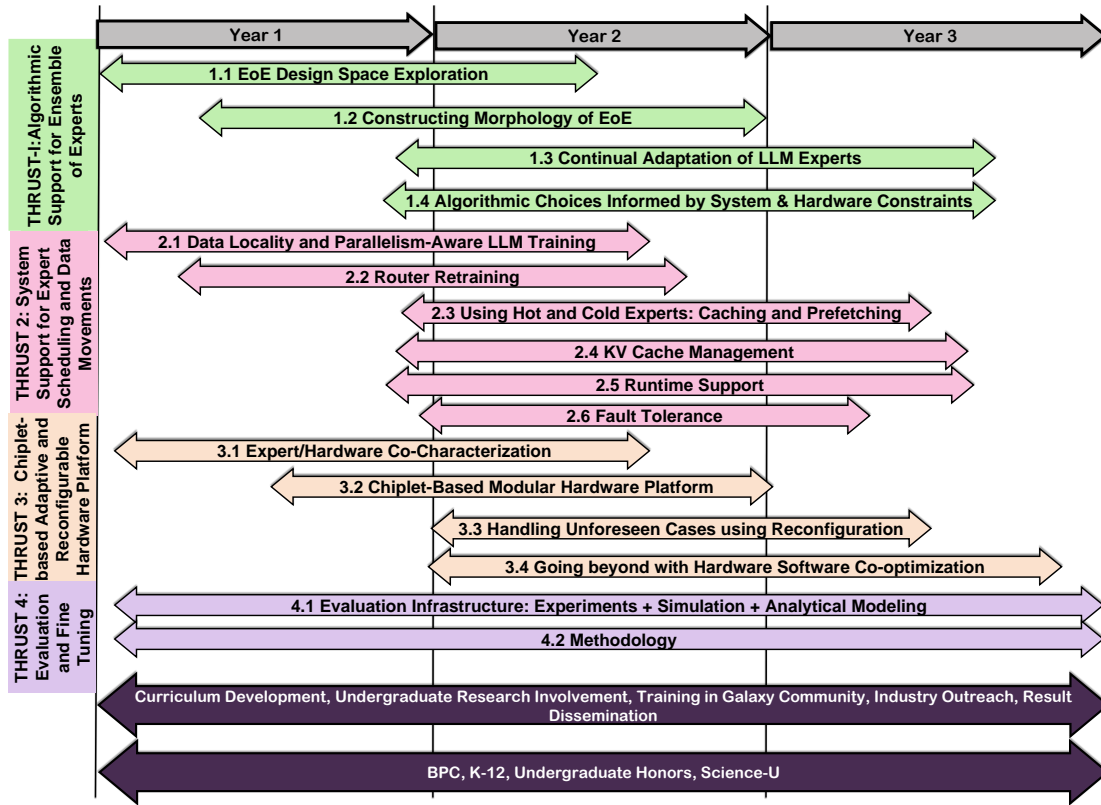 Year 1
Year 2
Year 3
THRUST-I:Algorithmic
Support for Ensemble
of Experts
1.1 EoE Design Space Exploration
1.2 Constructing Morphology of EoE
1.3 Continual Adaptation of LLM Experts
1.4 Algorithmic Choices Informed by System & Hardware Constraints
THRUST 2: System
Support for Expert
Scheduling and Data
Movements
2.1 Data Locality and Parallelism-Aware LLM Training
2.2 Router Retraining
2.3 Using Hot and Cold Experts: Caching and Prefetching
2.4 KV Cache Management
2.5 Runtime Support
2.6 Fault Tolerance
THRUST 3: Chiplet-
based Adaptive and
Reconfigurable
Hardware Platform
3.1 Expert/Hardware Co-Characterization
3.2 Chiplet-Based Modular Hardware Platform
3.3 Handling Unforeseen Cases using Reconfiguration
3.4 Going beyond with Hardware Software Co-optimization
THRUST 4:
Evaluation
and Fine
Tuning
4.1 Evaluation Infrastructure: Experiments + Simulation + Analytical Modeling
4.2 Methodology
Curriculum Development, Undergraduate Research Involvement, Training in Galaxy Community, Industry Outreach, Result
Dissemination
BPC, K-12, Undergraduate Honors, Science-U